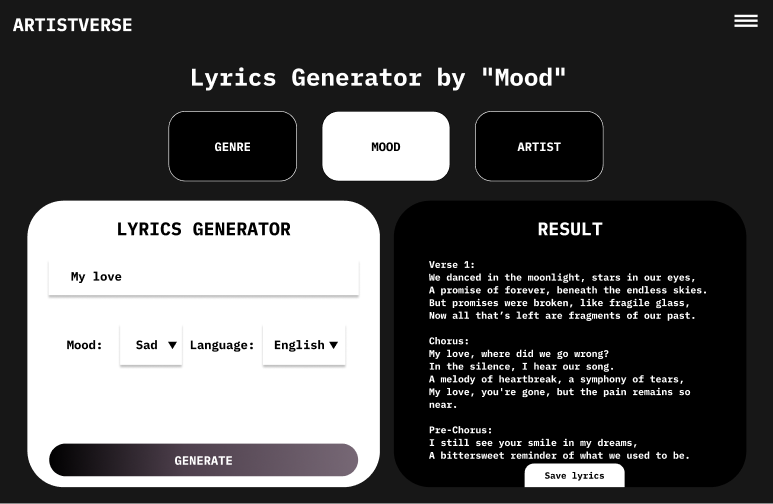 ARTISTVERSE
Lyrics Generator by "Mood"
GENRE
MOOD
ARTIST
LYRICS GENERATOR
My love
Mood:
Sad ▼
Language:
English ▼
GENERATE
RESULT
Verse 1:
We danced in the moonlight, stars in our eyes,
A promise of forever, beneath the endless skies.
But promises were broken, like fragile glass,
Now all that’s left are fragments of our past.
Chorus:
My love, where did we go wrong?
In the silence, I hear our song.
A melody of heartbreak, a symphony of tears,
My love, you're gone, but the pain remains so
near.
Pre-Chorus:
I still see your smile in my dreams,
A bittersweet reminder of what we used to be.
Save lyrics